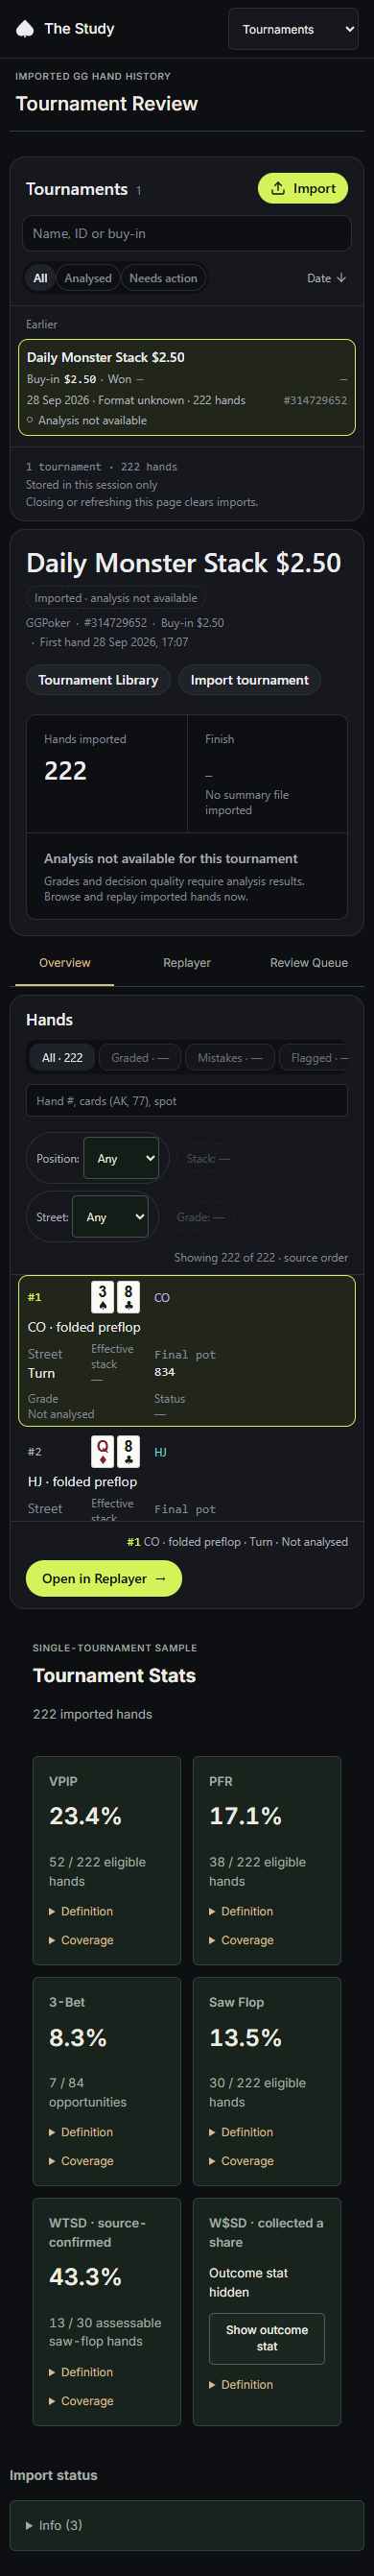 The Study
Tournaments
IMPORTED GG HAND HISTORY
Tournament Review
Tournaments 1
Import
Name, ID or buy-in
All Analysed Needs action
Date ↓
Earlier
Daily Monster Stack $2.50
Buy-in $2.50 · Won — —
28 Sep 2026 · Format unknown · 222 hands #314729652
Analysis not available
1 tournament · 222 hands
Stored in this session only
Closing or refreshing this page clears imports.
Daily Monster Stack $2.50
Imported · analysis not available
GGPoker · #314729652 · Buy-in $2.50
· First hand 28 Sep 2026, 17:07
Tournament Library Import tournament
Hands imported
222
Finish
—
No summary file
imported
Analysis not available for this tournament
Grades and decision quality require analysis results.
Browse and replay imported hands now.
Overview Replayer Review Queue
Hands
All · 222 Graded · — Mistakes · — Flagged · —
Hand #, cards (AK, 77), spot
Position: Any Stack: —
Street: Any Grade: —
Showing 222 of 222 · source order
#1 3♠ 8♣ CO
CO · folded preflop
Street
Turn
Effective
stack
—
Final pot
834
Grade
Not analysed
Status
—
#2 Q♦ 8♣ HJ
HJ · folded preflop
Street
Effective
stack
Final pot
#1 CO · folded preflop · Turn · Not analysed
Open in Replayer →
SINGLE-TOURNAMENT SAMPLE
Tournament Stats
222 imported hands
VPIP
23.4%
52 / 222 eligible
hands
Definition
Coverage
PFR
17.1%
38 / 222 eligible
hands
Definition
Coverage
3-Bet
8.3%
7 / 84
opportunities
Definition
Coverage
Saw Flop
13.5%
30 / 222 eligible
hands
Definition
Coverage
WTSD · source-
confirmed
43.3%
13 / 30 assessable
saw-flop hands
Definition
Coverage
W$SD · collected a
share
Outcome stat
hidden
Show outcome
stat
Definition
Import status
Info (3)